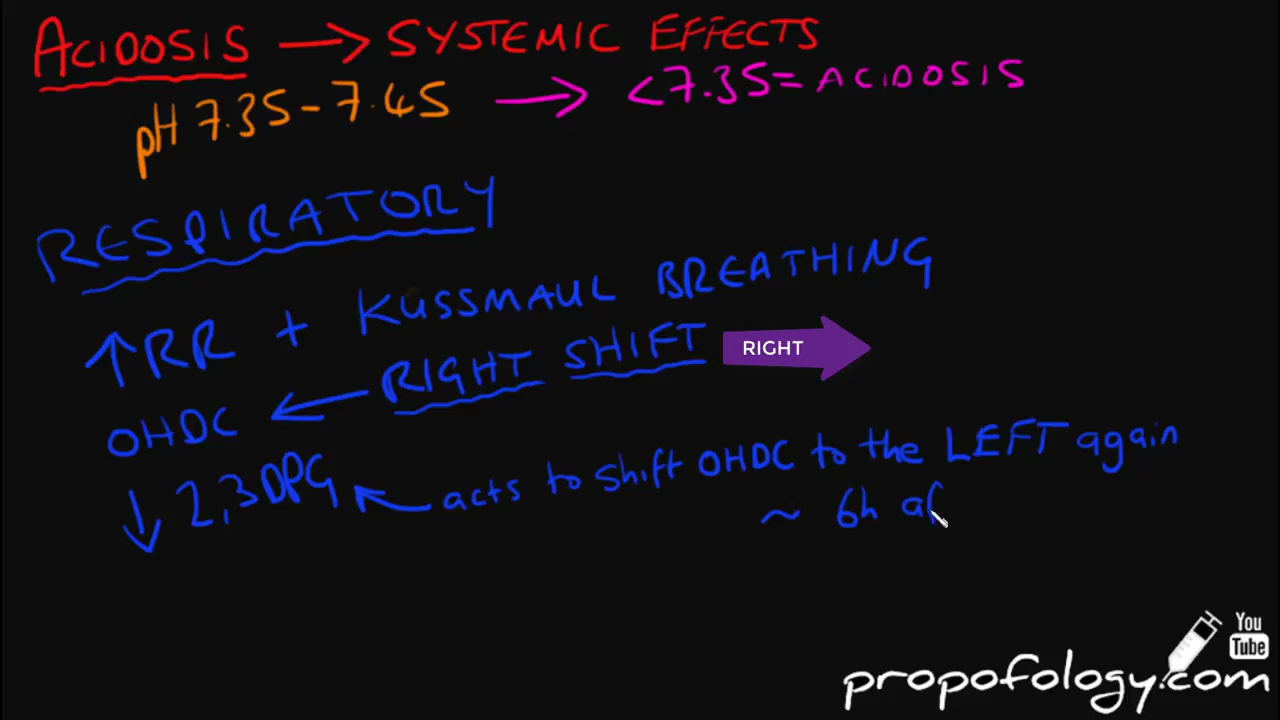 ACIDOSIS → SYSTEMIC EFFECTS
pH 7.35 - 7.45 → <7.35 = ACIDOSIS
RESPIRATORY
↑RR + KUSSMAUL BREATHING
OHDC ← RIGHT SHIFT RIGHT
↓ 2,3DPG ← acts to shift OHDC to the LEFT again
~ 6h af
You
Tube
propofology.com